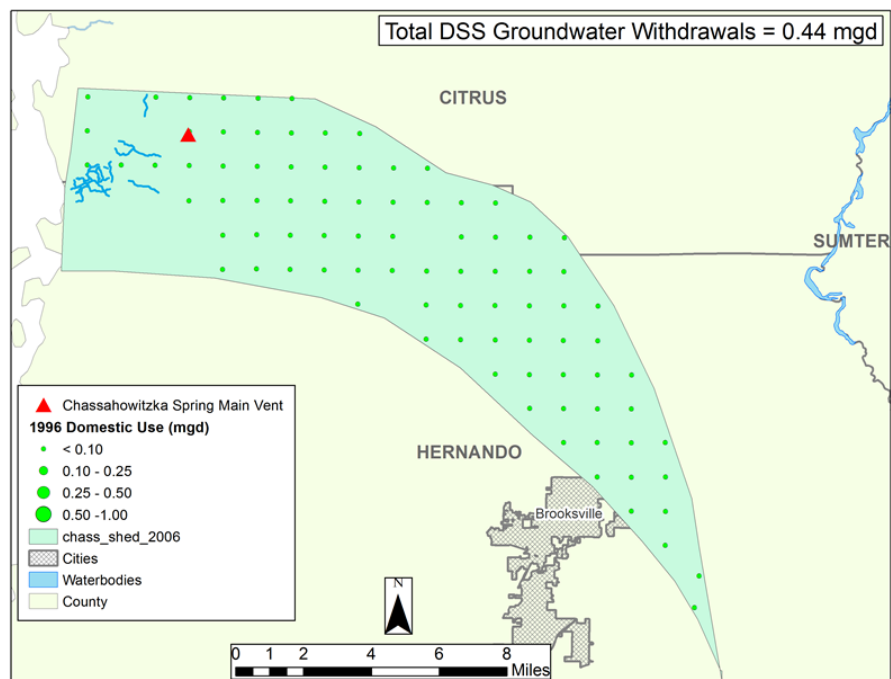 Total DSS Groundwater Withdrawals = 0.44 mgd
CITRUS
SUMTER
HERNANDO
Brooksville
Chassahowitzka Spring Main Vent
1996 Domestic Use (mgd)
< 0.10
0.10 - 0.25
0.25 - 0.50
0.50 -1.00
chass_shed_2006
Cities
Waterbodies
County
N
0 1 2 4 6 8
Miles